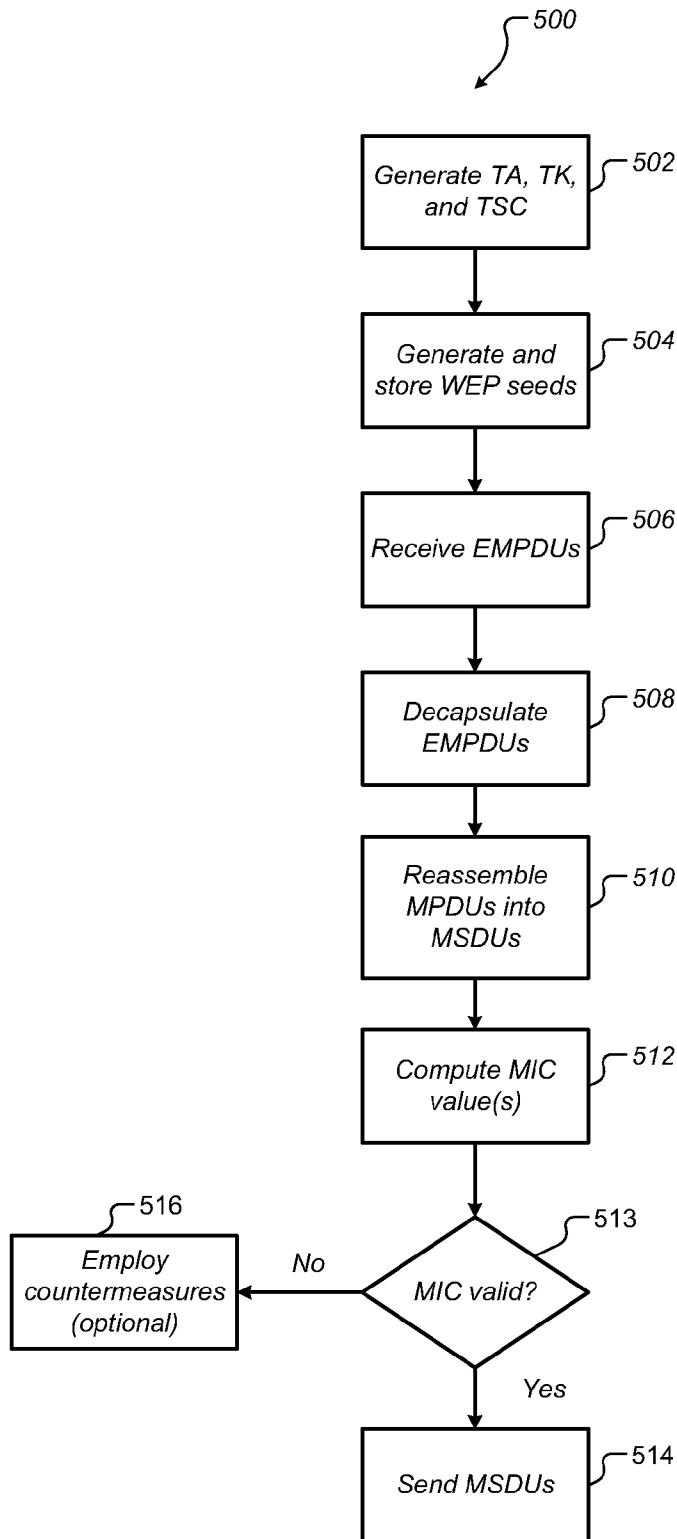 500
Generate TA, TK,
and TSC
502
Generate and
store WEP seeds
504
Receive EMPDUs
506
Decapsulate
EMPDUs
508
Reassemble
MPDUs into
MSDUs
510
Compute MIC
value(s)
512
MIC valid?
513
No
Employ
countermeasures
(optional)
516
Yes
Send MSDUs
514